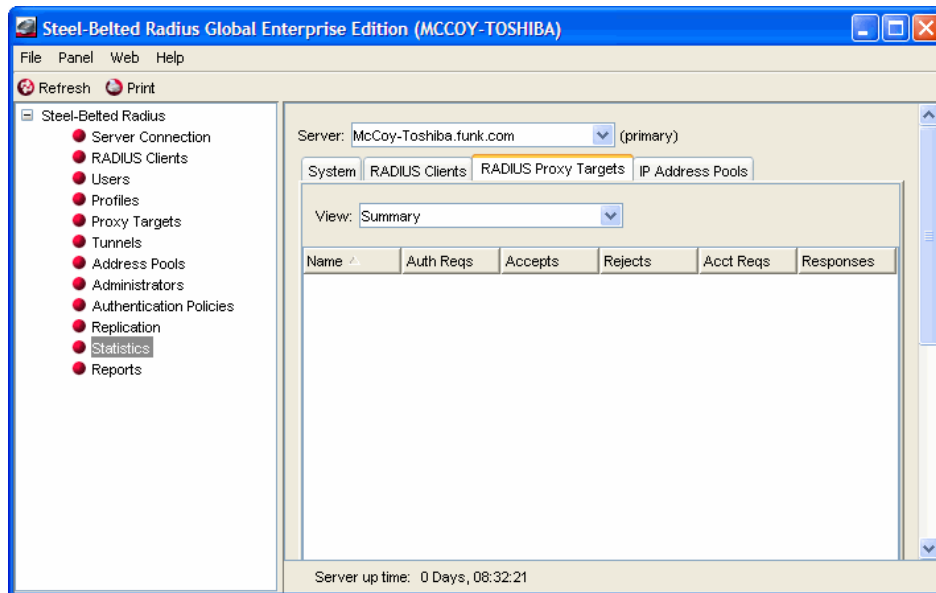 Steel-Belted Radius Global Enterprise Edition (MCCOY-TOSHIBA)
File Panel Web Help
Refresh Print
Steel-Belted Radius
Server Connection
RADIUS Clients
Users
Profiles
Proxy Targets
Tunnels
Address Pools
Administrators
Authentication Policies
Replication
Statistics
Reports
Server: McCoy-Toshiba.funk.com (primary)
System RADIUS Clients RADIUS Proxy Targets IP Address Pools
View: Summary
Name Auth Reqs Accepts Rejects Acct Reqs Responses
Server up time: 0 Days, 08:32:21